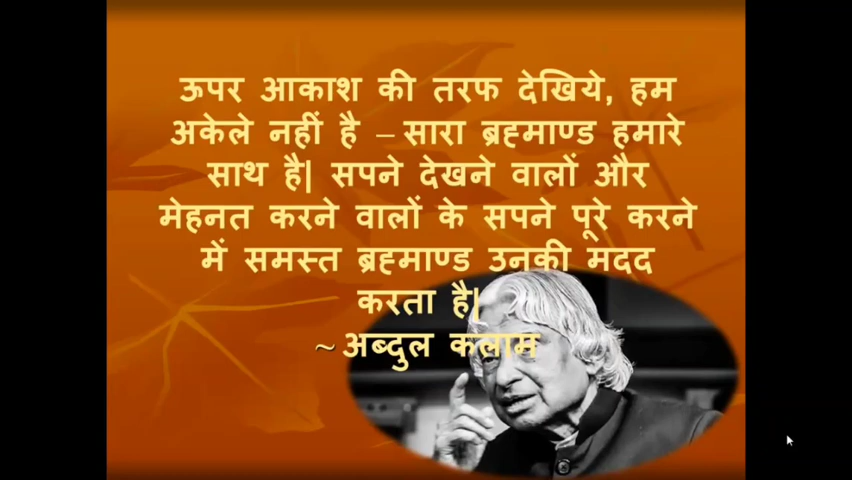 ऊपर आकाश की तरफ देखिये, हम
अकेले नहीं है – सारा ब्रह्माण्ड हमारे
साथ है| सपने देखने वालों और
मेहनत करने वालों के सपने पूरे करने
में समस्त ब्रह्माण्ड उनकी मदद
करता है|
~ अब्दुल कलाम